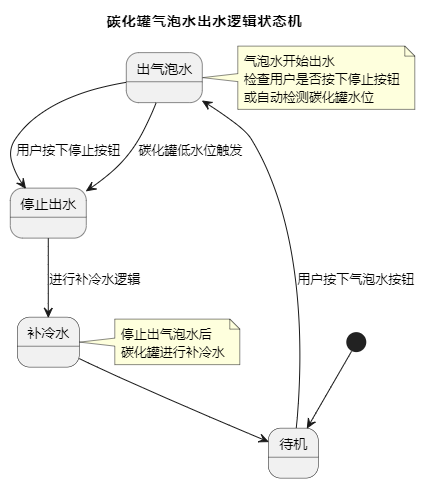 碳化罐气泡水出水逻辑状态机
出气泡水
气泡水开始出水
检查用户是否按下停止按钮
或自动检测碳化罐水位
用户按下停止按钮
碳化罐低水位触发
停止出水
进行补冷水逻辑
用户按下气泡水按钮
补冷水
停止出气泡水后
碳化罐进行补冷水
待机